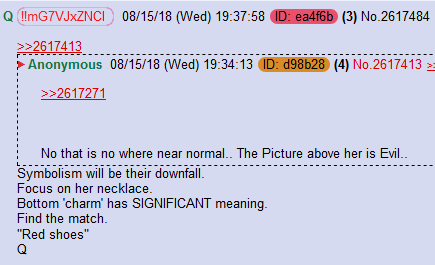 Q !!mG7VJxZNCI 08/15/18 (Wed) 19:37:58 ID: ea4f6b (3) No.2617484
>>2617413
Anonymous 08/15/18 (Wed) 19:34:13 ID: d98b28 (4) No.2617413 >>
>>2617271
No that is no where near normal.. The Picture above her is Evil..
Symbolism will be their downfall.
Focus on her necklace.
Bottom 'charm' has SIGNIFICANT meaning.
Find the match.
"Red shoes"
Q